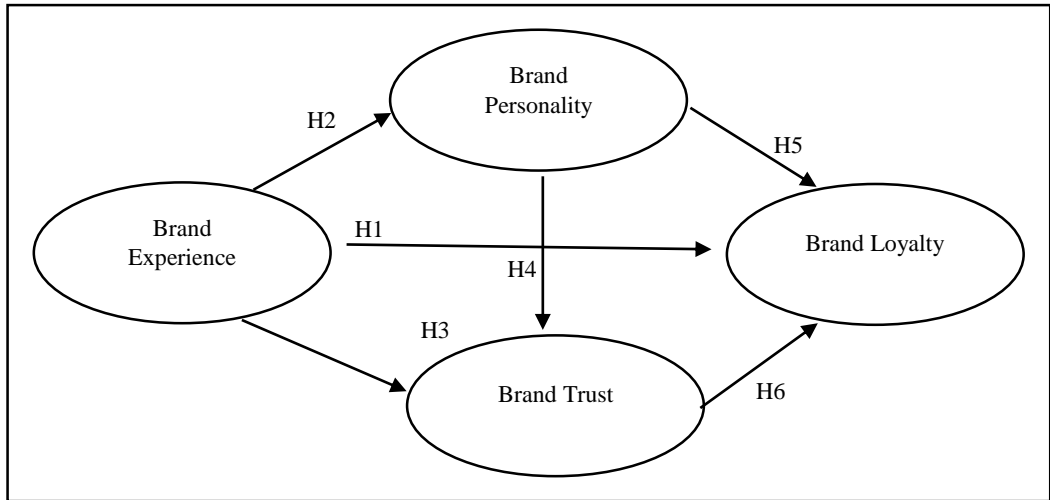 Brand
Personality
H2
H5
Brand
Experience
H1
Brand Loyalty
H4
H3
Brand Trust
H6